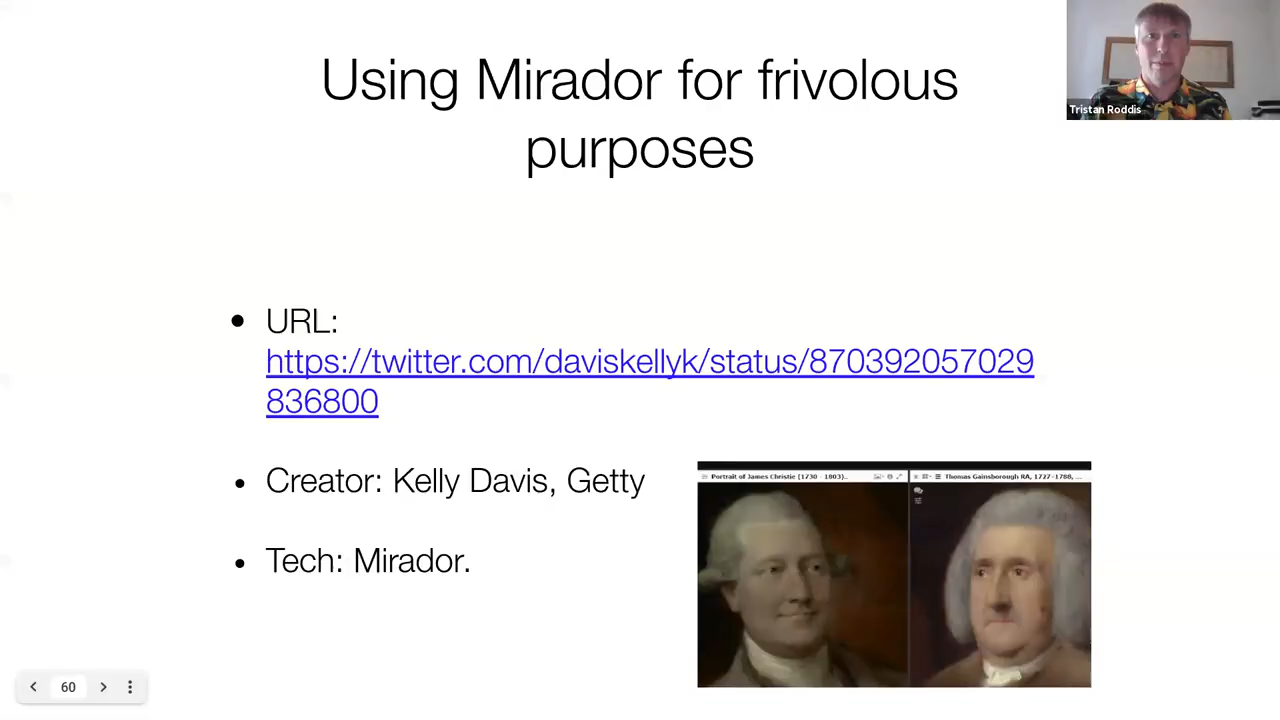 Using Mirador for frivolous
purposes
Tristan Roddis
• URL:
https://twitter.com/daviskellyk/status/870392057029
836800
• Creator: Kelly Davis, Getty
• Tech: Mirador.
Portrait of James Christie (1730 - 1803)..
Thomas Gainsborough RA, 1727-1788, ...
60